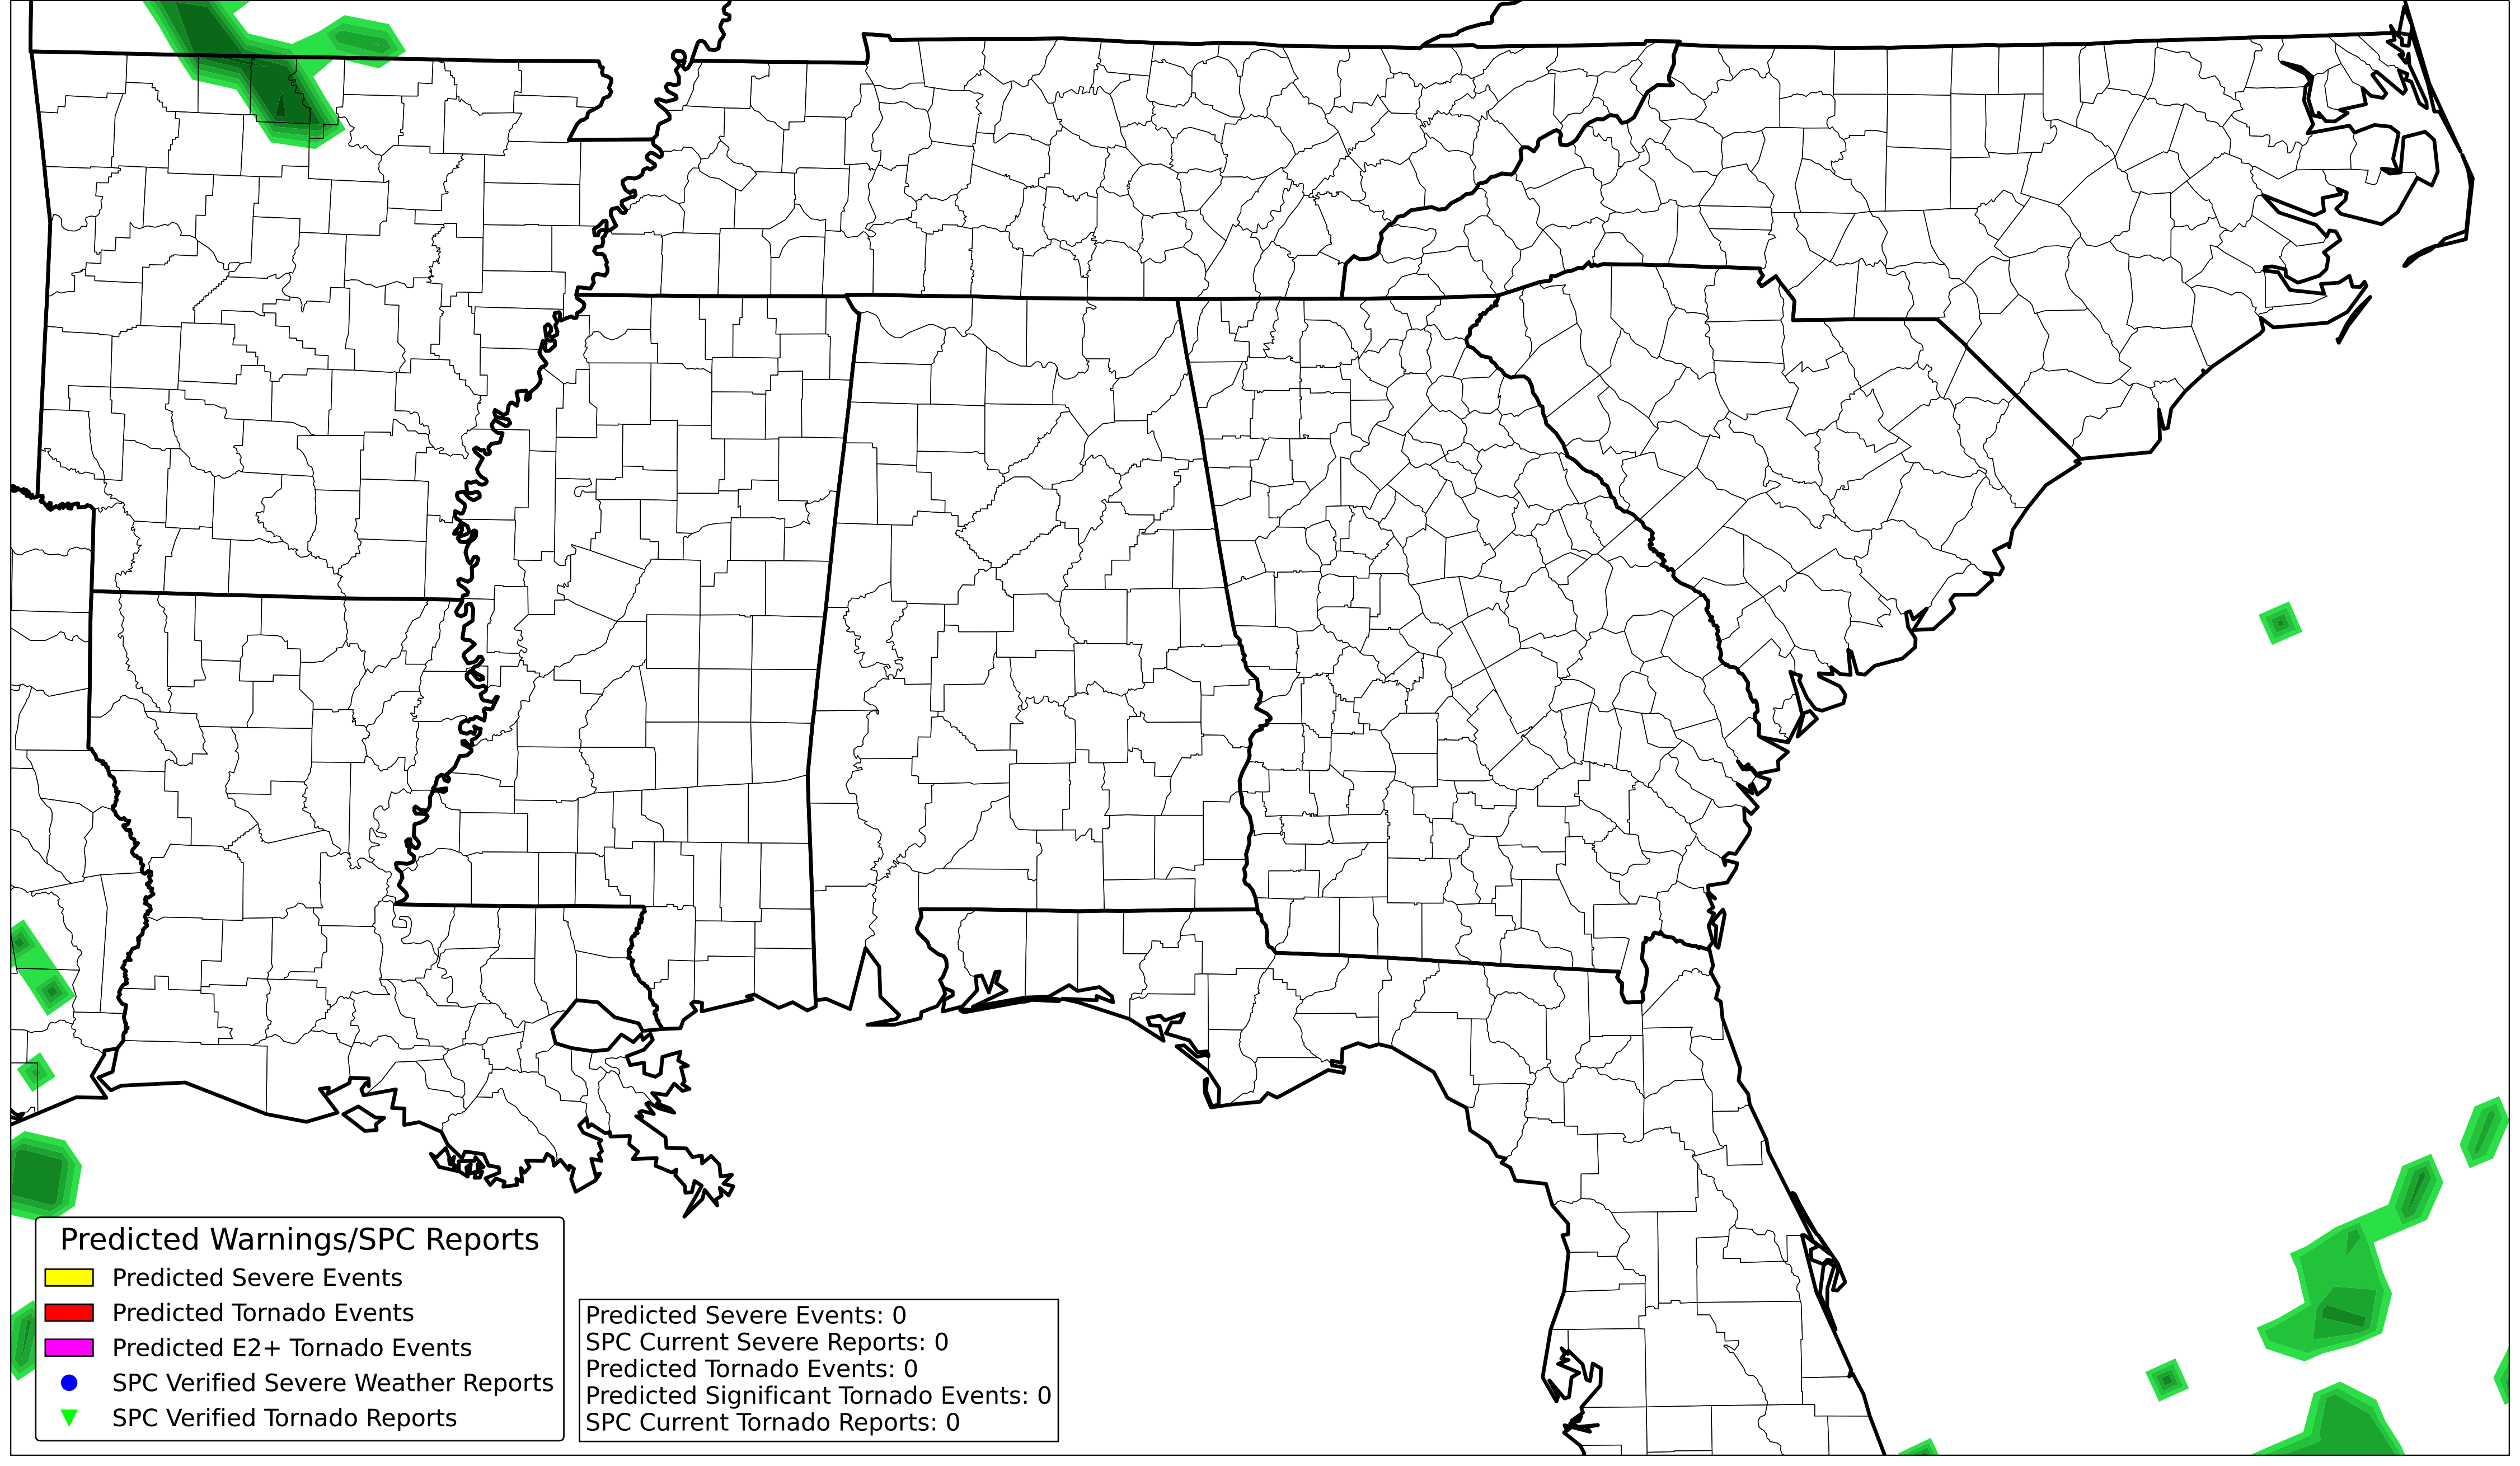 Predicted Warnings/SPC Reports
Predicted Severe Events
Predicted Tornado Events
Predicted E2+ Tornado Events
SPC Verified Severe Weather Reports
SPC Verified Tornado Reports
Predicted Severe Events: 0
SPC Current Severe Reports: 0
Predicted Tornado Events: 0
Predicted Significant Tornado Events: 0
SPC Current Tornado Reports: 0